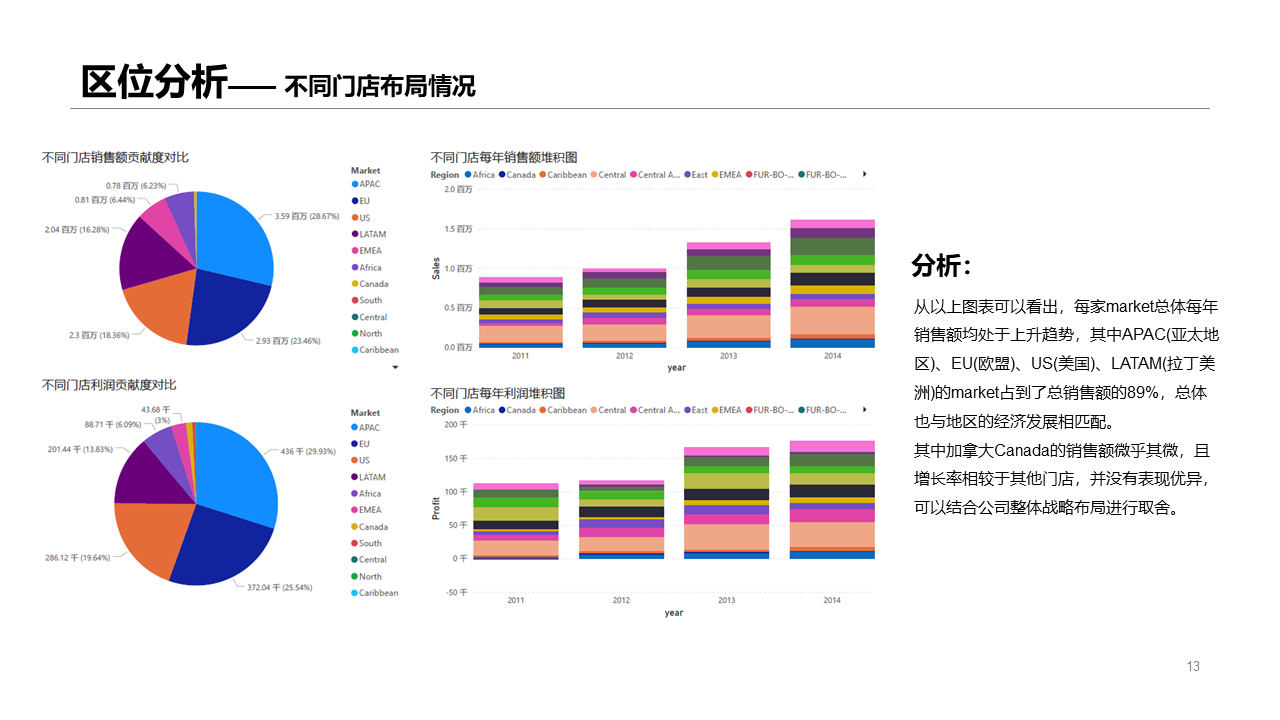 区位分析—— 不同门店布局情况
不同门店销售额贡献度对比
0.78 百万 (6.23%)
0.81 百万 (6.44%)
2.04 百万 (16.28%)
2.3 百万 (18.36%)
3.59 百万 (28.67%)
2.93 百万 (23.46%)
Market
APAC
EU
US
LATAM
EMEA
Africa
Canada
South
Central
North
Caribbean
不同门店每年销售额堆积图
Region Africa Canada Caribbean Central Central A... East EMEA FUR-BO-... FUR-BO-...
2.0 百万
1.5 百万
1.0 百万
0.5 百万
0.0 百万
Sales
2011 2012 2013 2014
year
不同门店利润贡献度对比
43.68 千
(3%)
88.71 千 (6.09%)
201.44 千 (13.83%)
286.12 千 (19.64%)
436 千 (29.93%)
372.04 千 (25.54%)
Market
APAC
EU
US
LATAM
Africa
EMEA
Canada
South
Central
North
Caribbean
不同门店每年利润堆积图
Region Africa Canada Caribbean Central Central A... East EMEA FUR-BO-... FUR-BO-...
200 千
150 千
100 千
50 千
0 千
-50 千
Profit
2011 2012 2013 2014
year
分析：
从以上图表可以看出，每家market总体每年
销售额均处于上升趋势，其中APAC(亚太地
区)、EU(欧盟)、US(美国)、LATAM(拉丁美
洲)的market占到了总销售额的89%，总体
也与地区的经济发展相匹配。
其中加拿大Canada的销售额微乎其微，且
增长率相较于其他门店，并没有表现优异，
可以结合公司整体战略布局进行取舍。
13